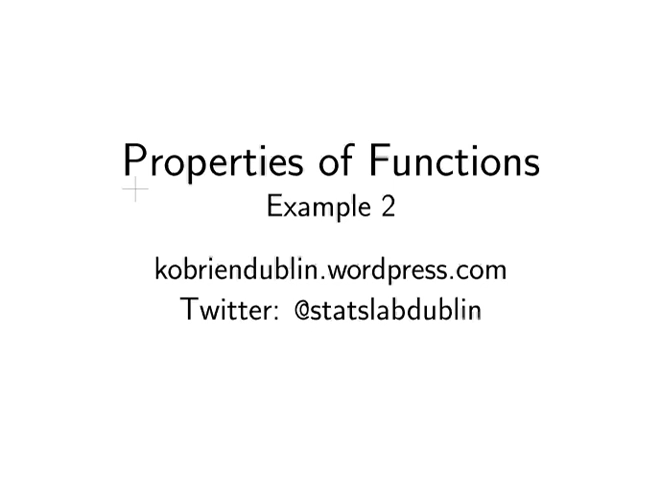 Properties of Functions
Example 2
kobriendublin.wordpress.com
Twitter: @statslabdublin